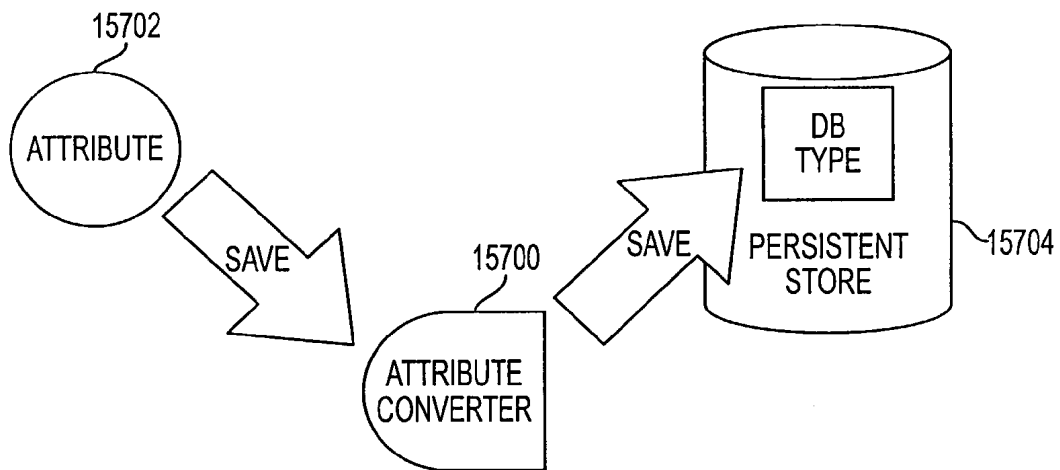 15702
ATTRIBUTE
SAVE
15700
ATTRIBUTE
CONVERTER
SAVE
DB
TYPE
PERSISTENT
STORE
15704